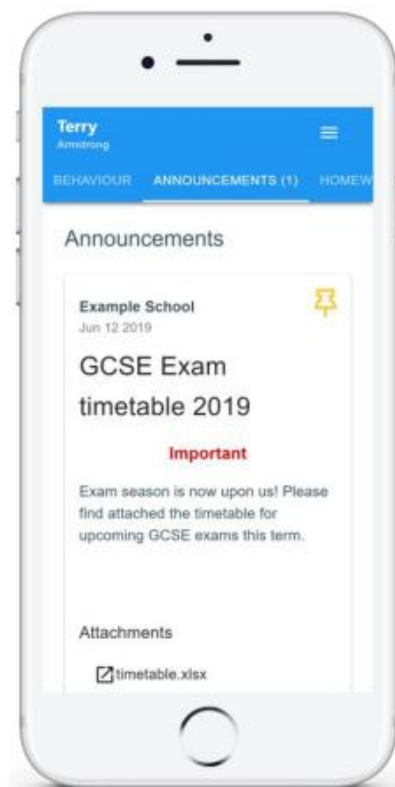 Terry
Armstrong
BEHAVIOUR ANNOUNCEMENTS (1) HOMEW
Announcements
Example School
Jun 12 2019
GCSE Exam
timetable 2019
Important
Exam season is now upon us! Please
find attached the timetable for
upcoming GCSE exams this term.
Attachments
timetable.xlsx